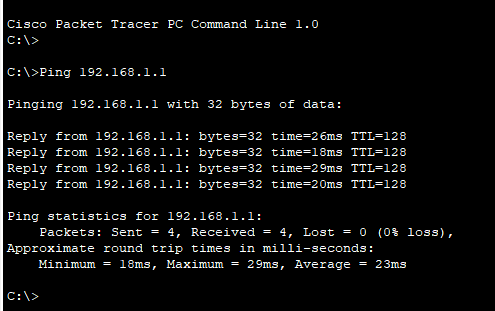 Cisco Packet Tracer PC Command Line 1.0
C:\>
C:\>Ping 192.168.1.1
Pinging 192.168.1.1 with 32 bytes of data:
Reply from 192.168.1.1: bytes=32 time=26ms TTL=128
Reply from 192.168.1.1: bytes=32 time=18ms TTL=128
Reply from 192.168.1.1: bytes=32 time=29ms TTL=128
Reply from 192.168.1.1: bytes=32 time=20ms TTL=128
Ping statistics for 192.168.1.1:
Packets: Sent = 4, Received = 4, Lost = 0 (0% loss),
Approximate round trip times in milli-seconds:
Minimum = 18ms, Maximum = 29ms, Average = 23ms
C:\>